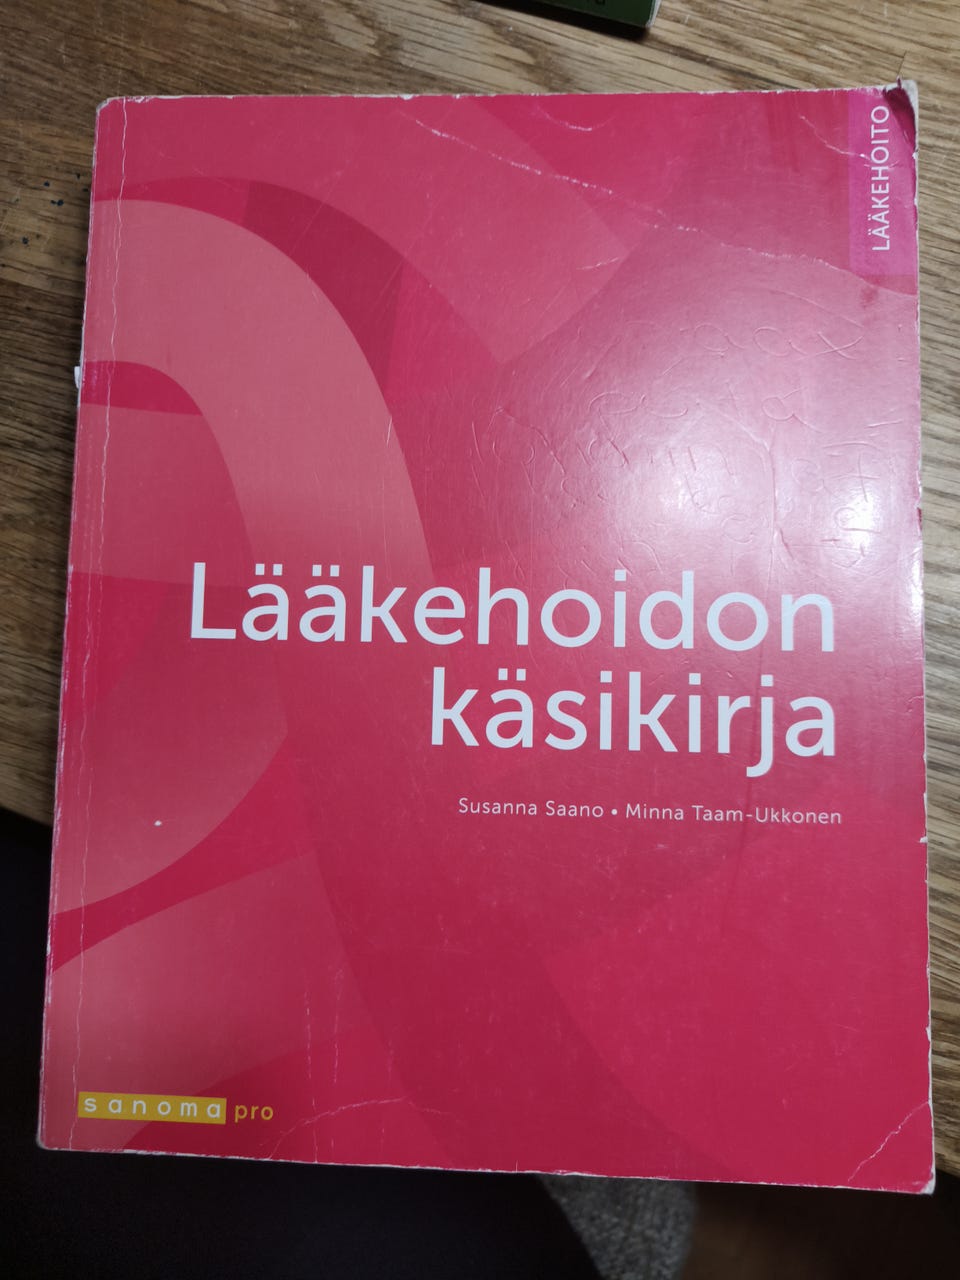 LÄÄKEHOITO
Lääkehoidon
käsikirja
Susanna Saano • Minna Taam-Ukkonen
sanoma pro